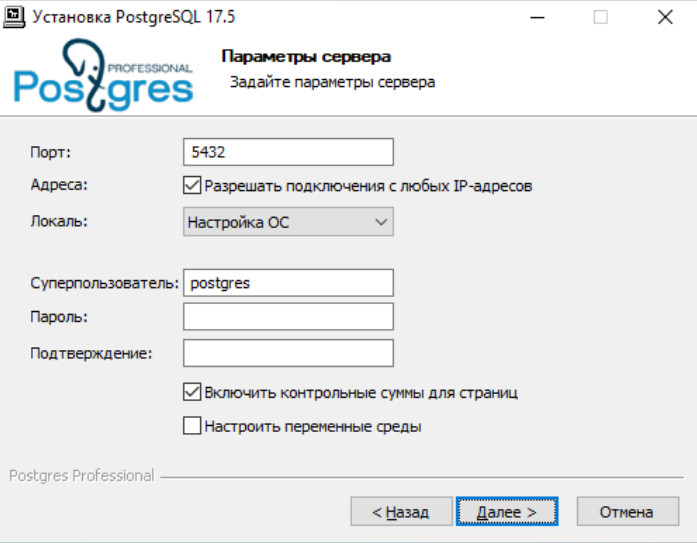 Установка PostgreSQL 17.5
PROFESSIONAL
Postgres
Параметры сервера
Задайте параметры сервера
Порт: 5432
Адреса: Разрешать подключения с любых IP-адресов
Локаль: Настройка ОС
Суперпользователь: postgres
Пароль:
Подтверждение:
Включить контрольные суммы для страниц
Настроить переменные среды
Postgres Professional
< Назад Далее > Отмена